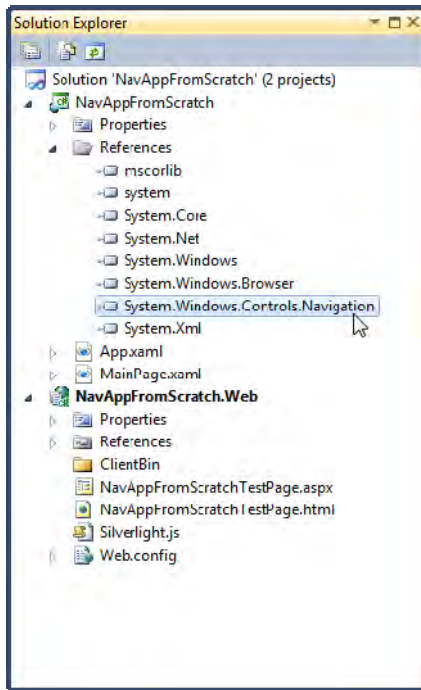 Solution Explorer
Solution 'NavAppFromScratch' (2 projects)
NavAppFromScratch
Properties
References
mscorlib
system
System.Core
System.Net
System.Windows
System.Windows.Browser
System.Windows.Controls.Navigation
System.Xml
App.xaml
MainPage.xaml
NavAppFromScratch.Web
Properties
References
ClientBin
NavAppFromScratchTestPage.aspx
NavAppFromScratchTestPage.html
Silverlight.js
Web.config